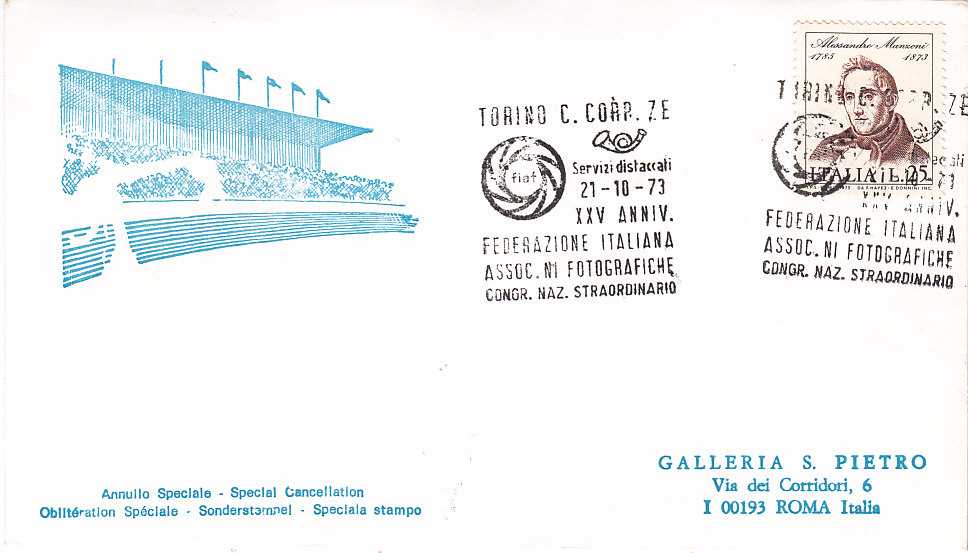 Alessandro Manzoni
1785 1873
ITALIA L. 25
TORINO C. CORR. ZE
fiaf
Servizi distaccati
21-10-73
XXV ANNIV.
FEDERAZIONE ITALIANA
ASSOC. NI FOTOGRAFICHE
CONGR. NAZ. STRAORDINARIO
XXV ANNIV.
FEDERAZIONE ITALIANA
ASSOC. NI FOTOGRAFICHE
CONGR. NAZ. STRAORDINARIO
GALLERIA S. PIETRO
Via dei Corridori, 6
I 00193 ROMA Italia
Annullo Speciale - Special Cancellation
Oblitération Spéciale - Sonderstempel - Speciala stampo